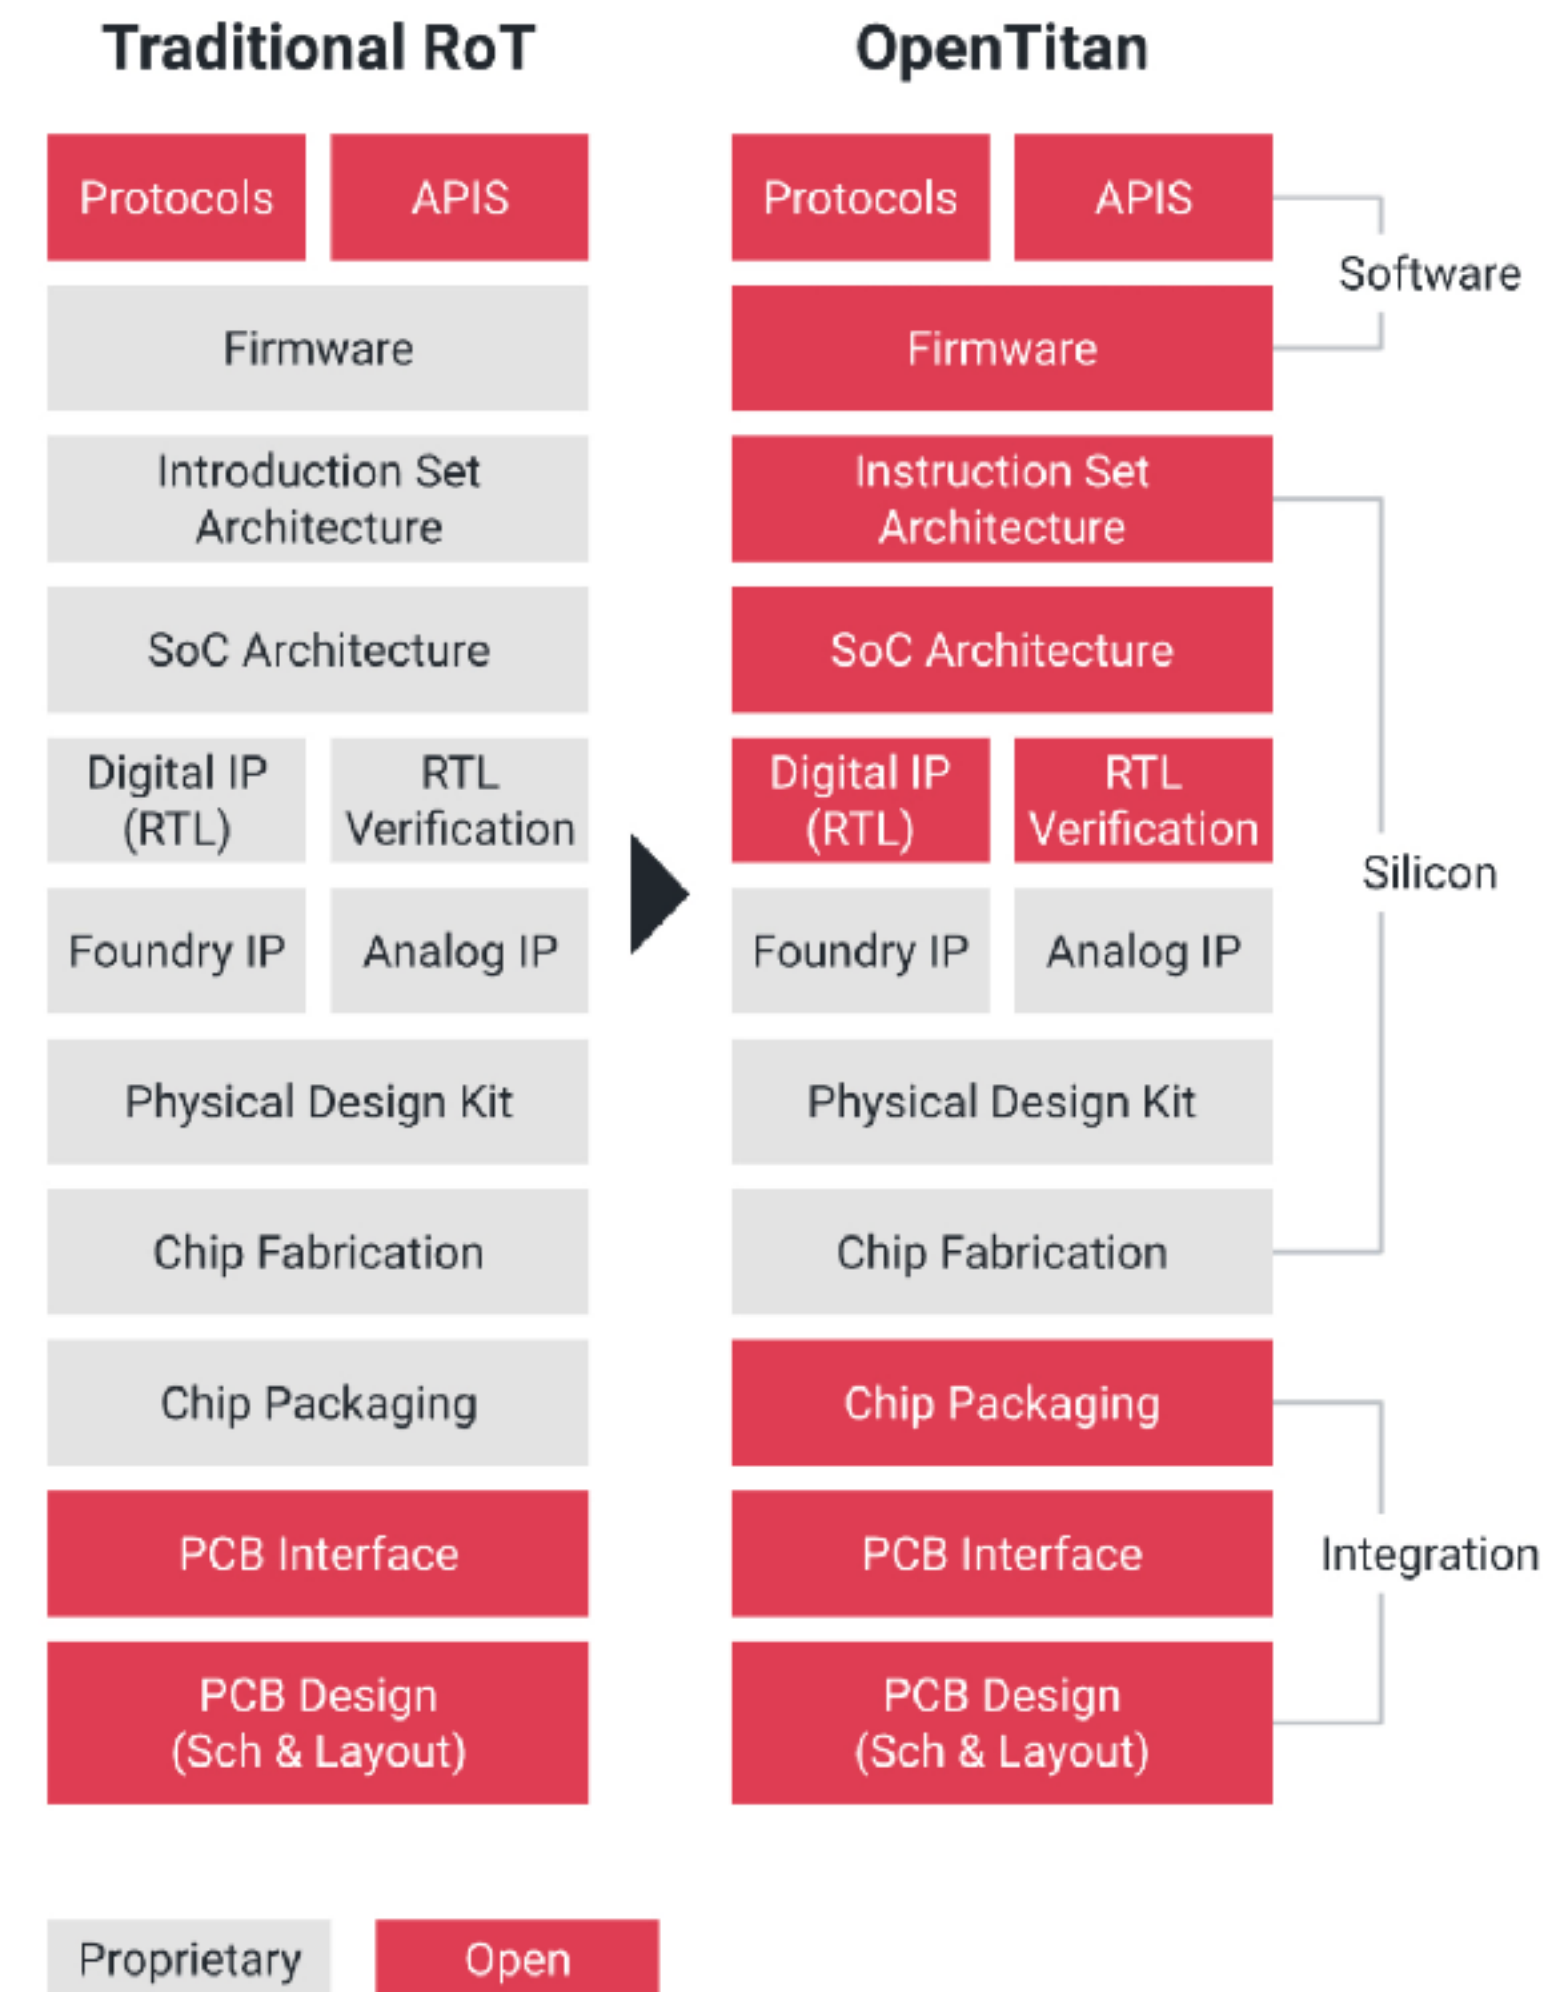 Traditional RoT
Protocols
APIS
Firmware
Introduction Set
Architecture
SoC Architecture
Digital IP
(RTL)
RTL
Verification
Foundry IP
Analog IP
Physical Design Kit
Chip Fabrication
Chip Packaging
PCB Interface
PCB Design
(Sch & Layout)
OpenTitan
Protocols
APIS
Firmware
Instruction Set
Architecture
SoC Architecture
Digital IP
(RTL)
RTL
Verification
Foundry IP
Analog IP
Physical Design Kit
Chip Fabrication
Chip Packaging
PCB Interface
PCB Design
(Sch & Layout)
Software
Silicon
Integration
Proprietary
Open